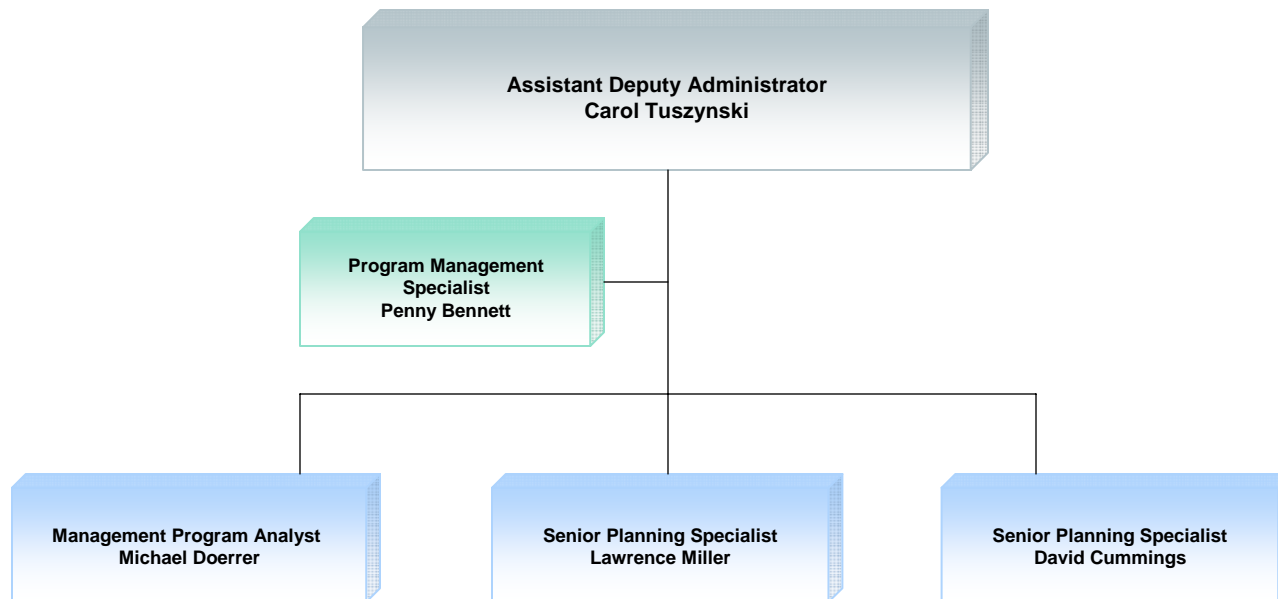 Assistant Deputy Administrator
Carol Tuszynski
Program Management
Specialist
Penny Bennett
Management Program Analyst
Michael Doerrer
Senior Planning Specialist
Lawrence Miller
Senior Planning Specialist
David Cummings